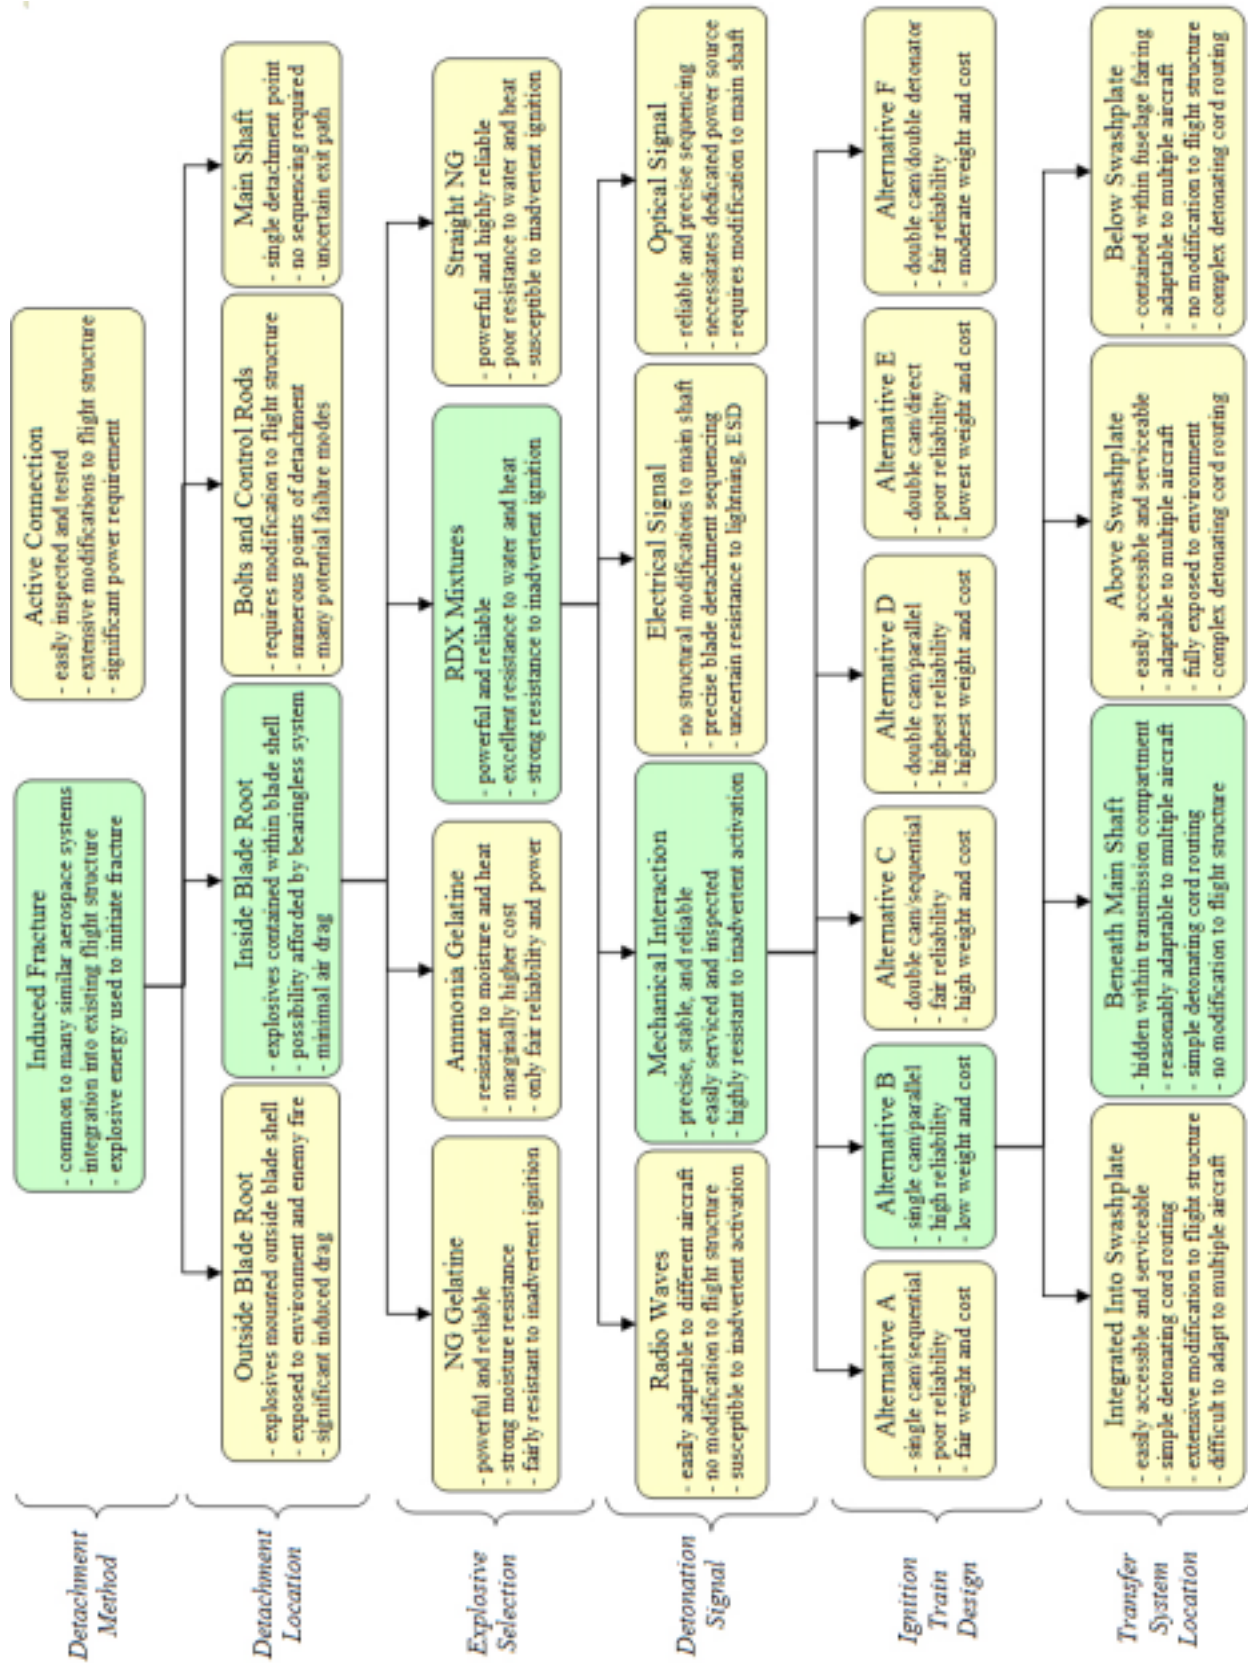 Detachment
Method
Induced Fracture
- common to many similar aerospace systems
- integration into existing flight structure
- explosive energy used to initiate fracture
Active Connection
- easily inspected and tested
- extensive modifications to flight structure
- significant power requirement
Detachment
Location
Outside Blade Root
- explosives mounted outside blade shell
- exposed to environment and enemy fire
- significant induced drag
Inside Blade Root
- explosives contained within blade shell
- possibility afforded by bearingless system
- minimal air drag
Bolts and Control Rods
- requires modification to flight structure
- numerous points of detachment
- many potential failure modes
Main Shaft
- single detachment point
- no sequencing required
- uncertain exit path
Explosive
Selection
NG Gelatine
- powerful and reliable
- strong moisture resistance
- fairly resistant to inadvertent ignition
Ammonia Gelatine
- resistant to moisture and heat
- marginally higher cost
- only fair reliability and power
RDX Mixtures
- powerful and reliable
- excellent resistance to water and heat
- strong resistance to inadvertent ignition
Straight NG
- powerful and highly reliable
- poor resistance to water and heat
- susceptible to inadvertent ignition
Detonation
Signal
Radio Waves
- easily adaptable to different aircraft
- no modification to flight structure
- susceptible to inadvertent activation
Mechanical Interaction
- precise, stable, and reliable
- easily serviced and inspected
- highly resistant to inadvertent activation
Electrical Signal
- no structural modifications to main shaft
- precise blade detachment sequencing
- uncertain resistance to lightning, ESD
Optical Signal
- reliable and precise sequencing
- necessitates dedicated power source
- requires modification to main shaft
Ignition
Train
Design
Alternative A
- single cam/sequential
- poor reliability
- fair weight and cost
Alternative B
- single cam/parallel
- high reliability
- low weight and cost
Alternative C
- double cam/sequential
- fair reliability
- high weight and cost
Alternative D
- double cam/parallel
- highest reliability
- highest weight and cost
Alternative E
- double cam/direct
- poor reliability
- lowest weight and cost
Alternative F
- double cam/double detonator
- fair reliability
- moderate weight and cost
Transfer
System
Location
Integrated Into Swashplate
- easily accessible and serviceable
- simple detonating cord routing
- extensive modification to flight structure
- difficult to adapt to multiple aircraft
Beneath Main Shaft
- hidden within transmission compartment
- reasonably adaptable to multiple aircraft
- simple detonating cord routing
- no modification to flight structure
Above Swashplate
- easily accessible and serviceable
- adaptable to multiple aircraft
- fully exposed to environment
- complex detonating cord routing
Below Swashplate
- contained within fuselage fairing
- adaptable to multiple aircraft
- no modification to flight structure
- complex detonating cord routing